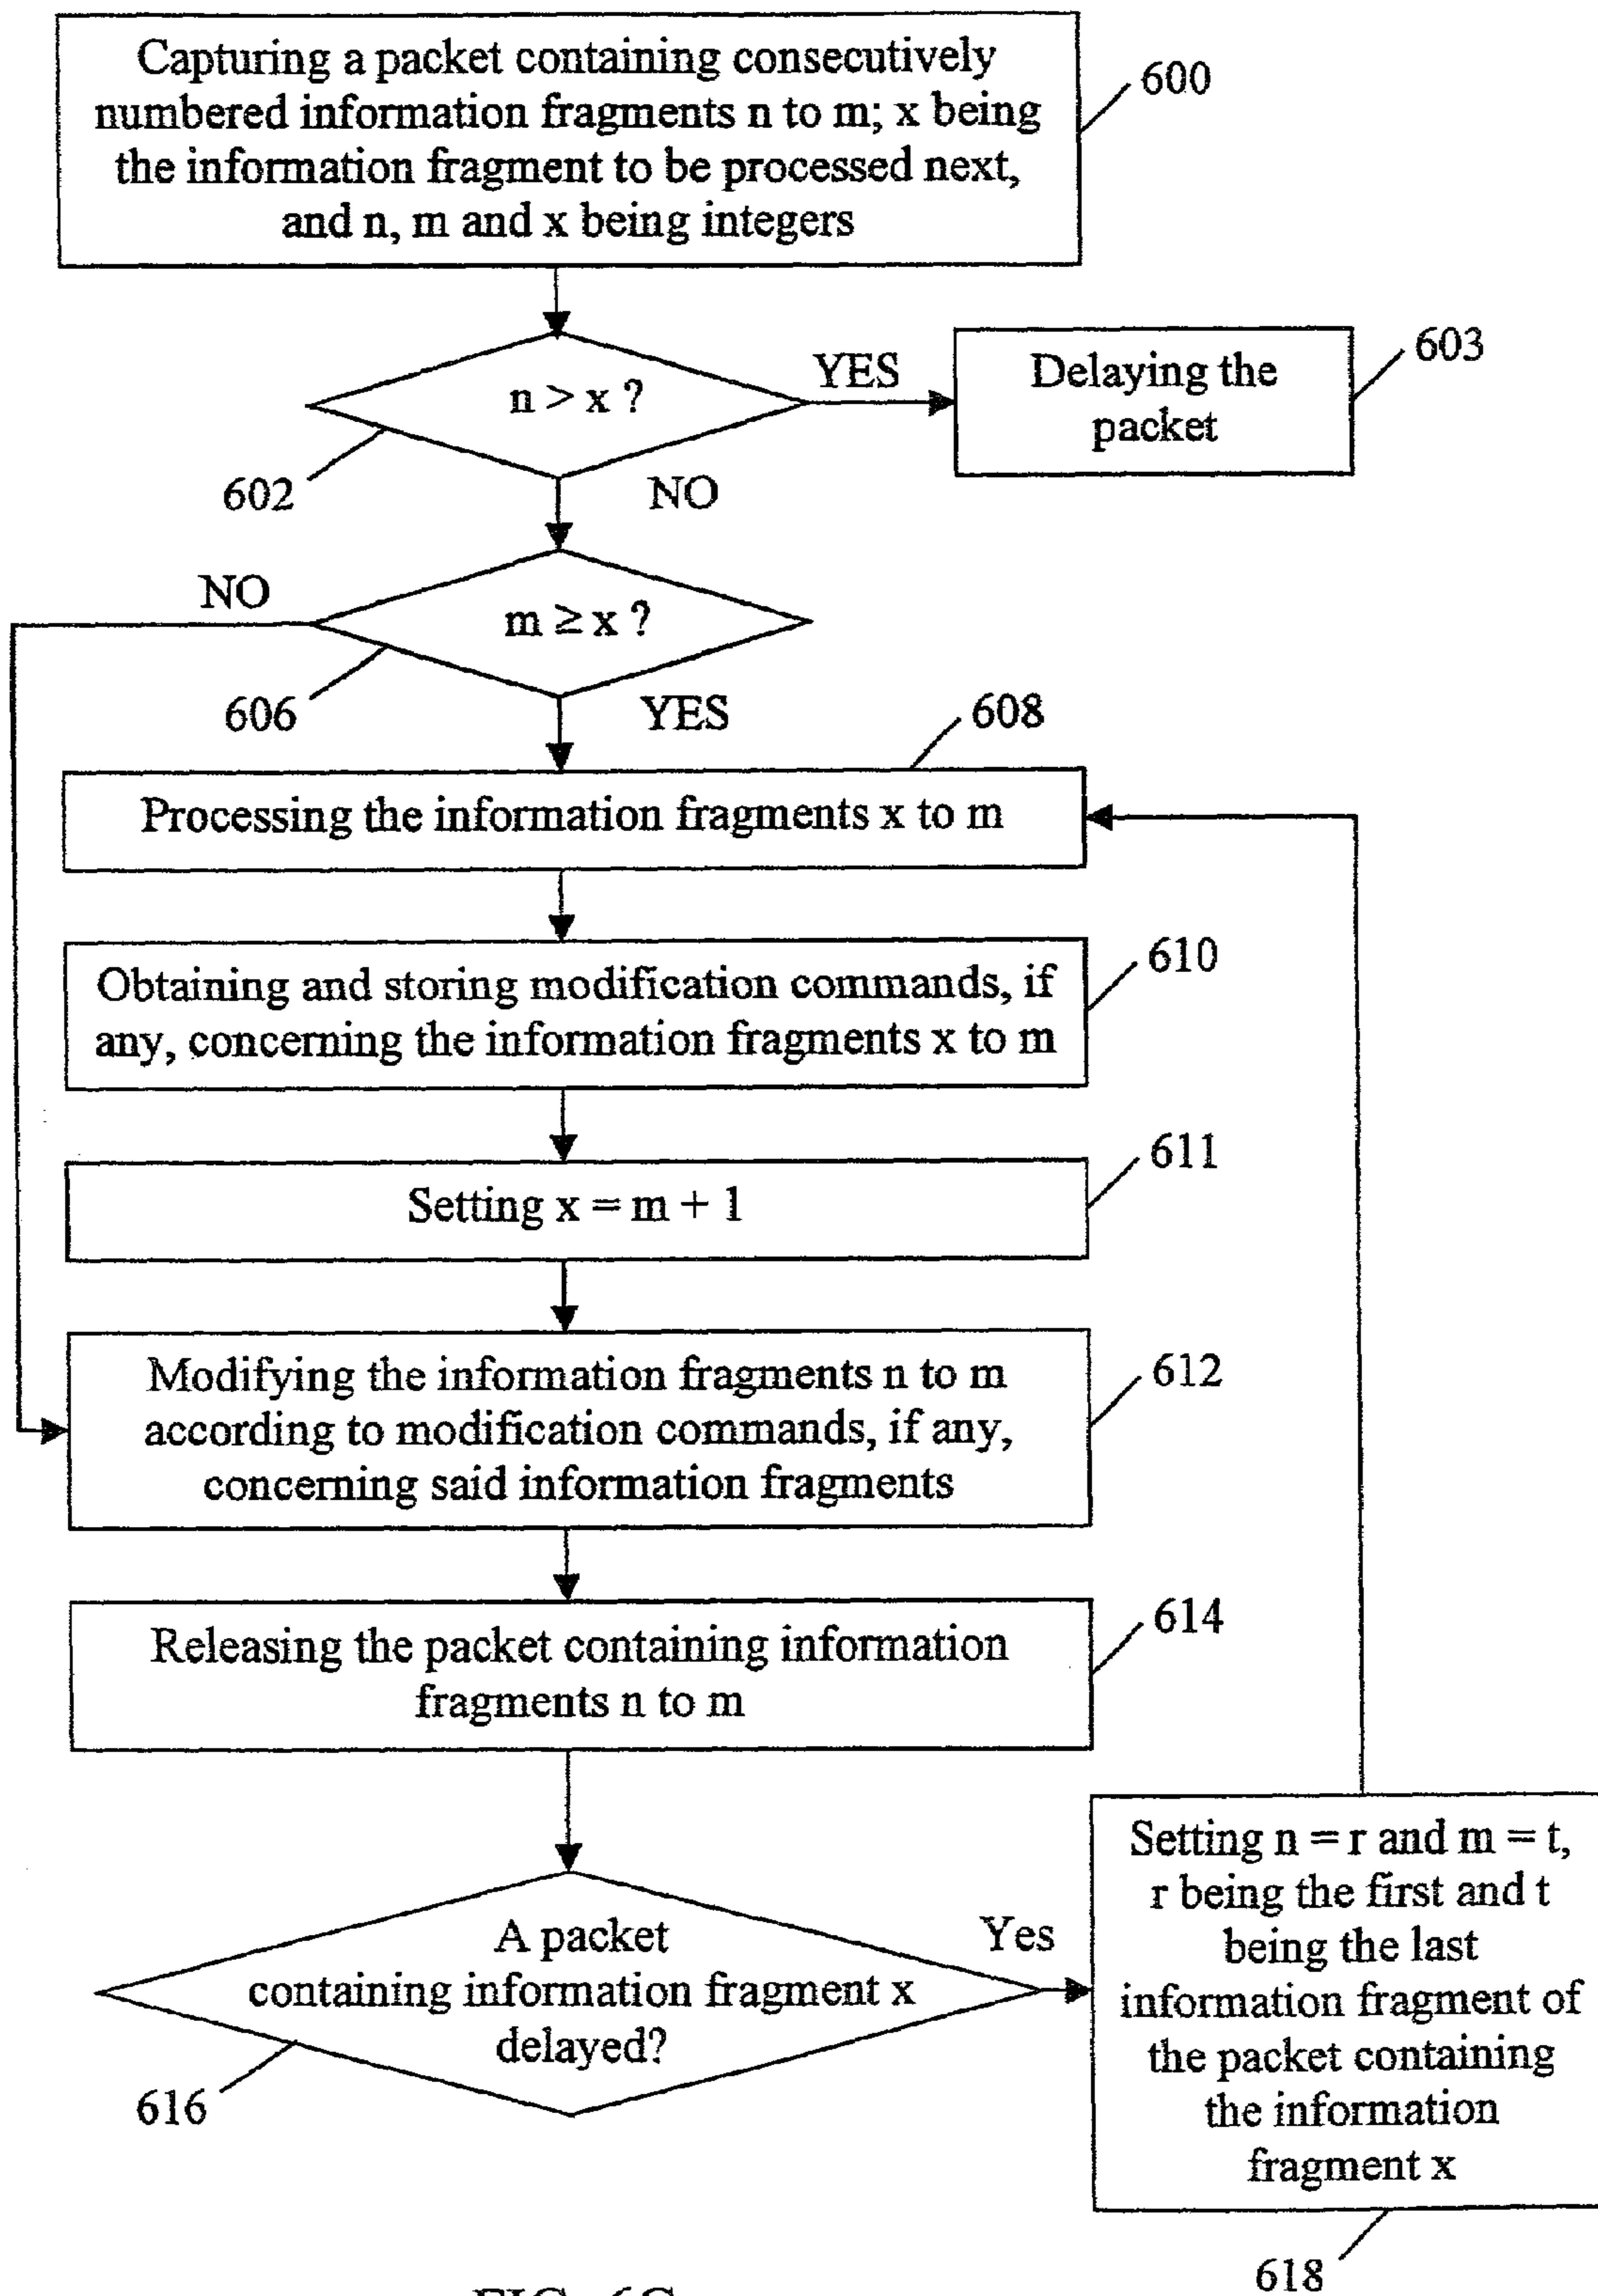 Capturing a packet containing consecutively
numbered information fragments n to m; x being
the information fragment to be processed next,
and n, m and x being integers
600
n > x ?
YES
Delaying the
packet
603
602
NO
m ≥ x ?
NO
606
YES
608
Processing the information fragments x to m
Obtaining and storing modification commands, if
any, concerning the information fragments x to m
610
611
Setting x = m + 1
Modifying the information fragments n to m
according to modification commands, if any,
concerning said information fragments
612
Releasing the packet containing information
fragments n to m
614
A packet
containing information fragment x
delayed?
Yes
616
Setting n = r and m = t,
r being the first and t
being the last
information fragment of
the packet containing
the information
fragment x
618